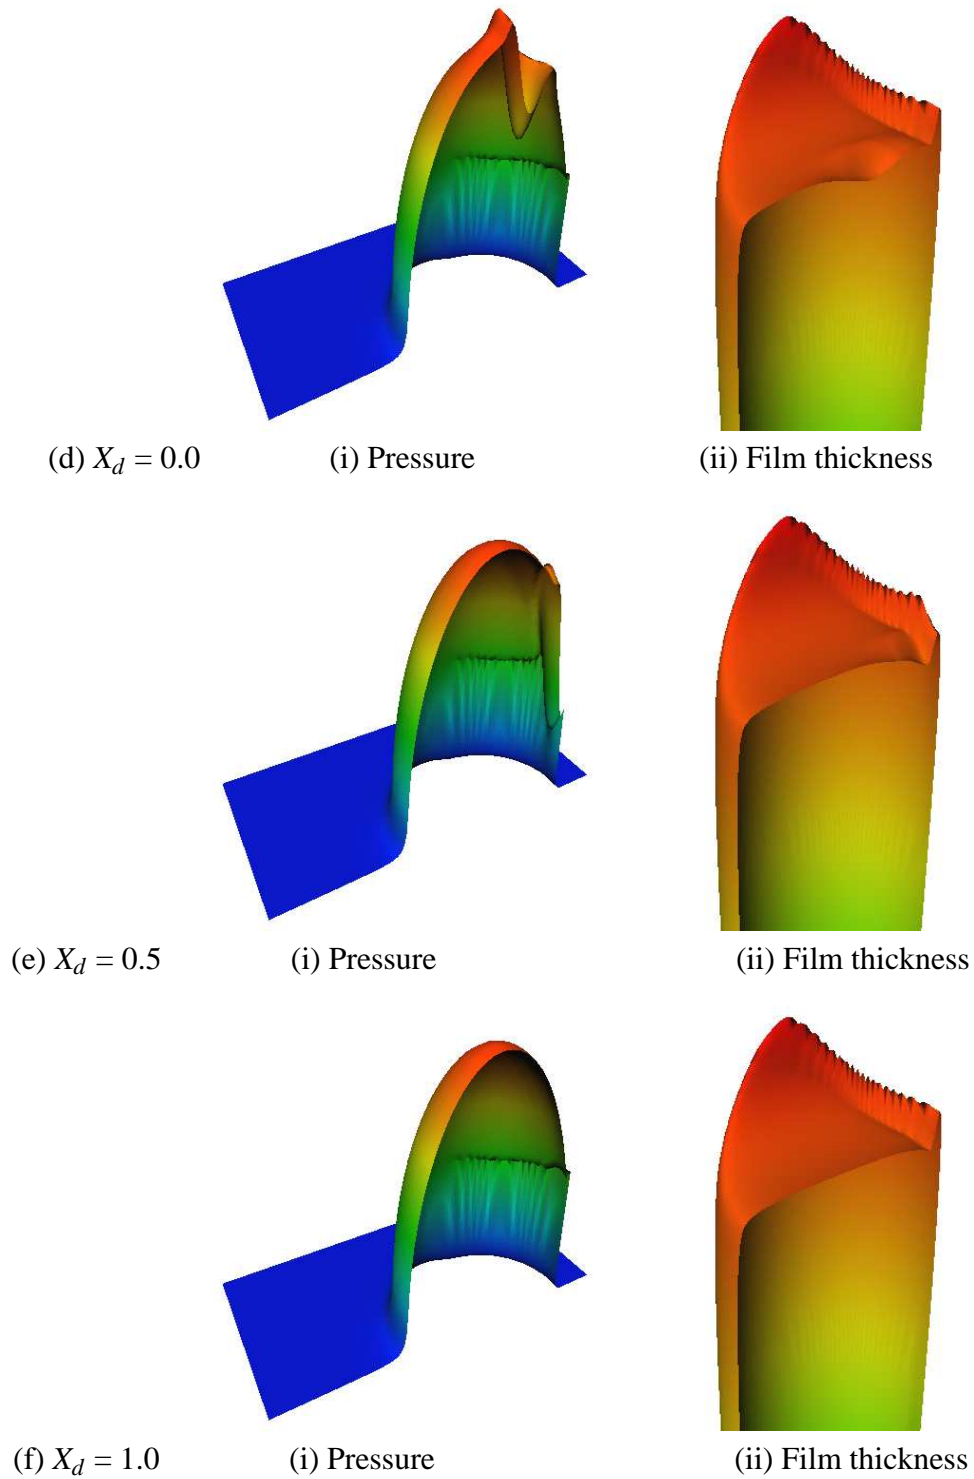 (d) X_d = 0.0 (i) Pressure (ii) Film thickness
(e) X_d = 0.5 (i) Pressure (ii) Film thickness
(f) X_d = 1.0 (i) Pressure (ii) Film thickness